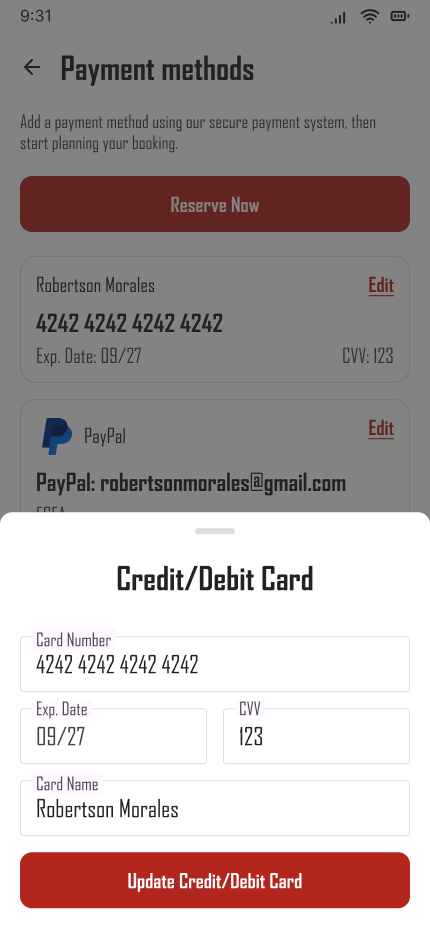 9:31
Payment methods
Add a payment method using our secure payment system, then
start planning your booking.
Reserve Now
Robertson Morales
Edit
4242 4242 4242 4242
Exp. Date: 09/27
CVV: 123
PayPal
Edit
PayPal: robertsonmorales@gmail.com
Credit/Debit Card
Card Number
4242 4242 4242 4242
Exp. Date
CVV
09/27
123
Card Name
Robertson Morales
Update Credit/Debit Card